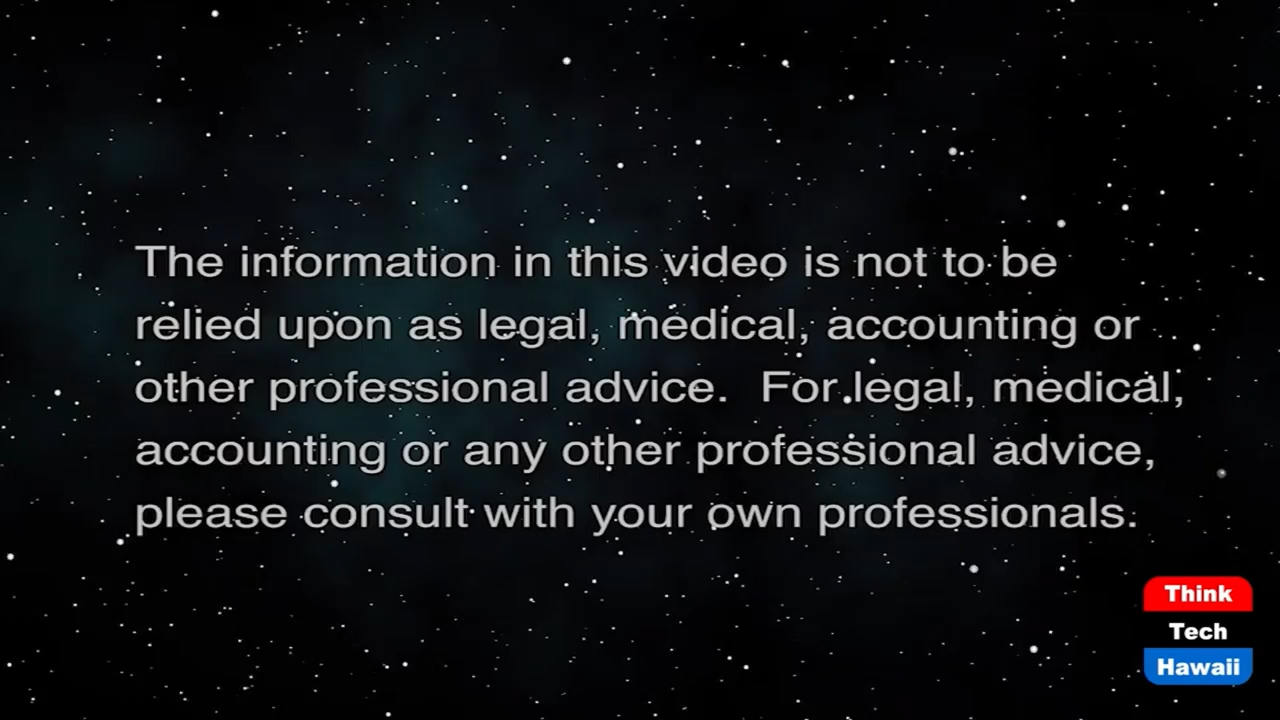 The information in this video is not to be
relied upon as legal, medical, accounting or
other professional advice.  For legal, medical,
accounting or any other professional advice,
please consult with your own professionals.
Think
Tech
Hawaii